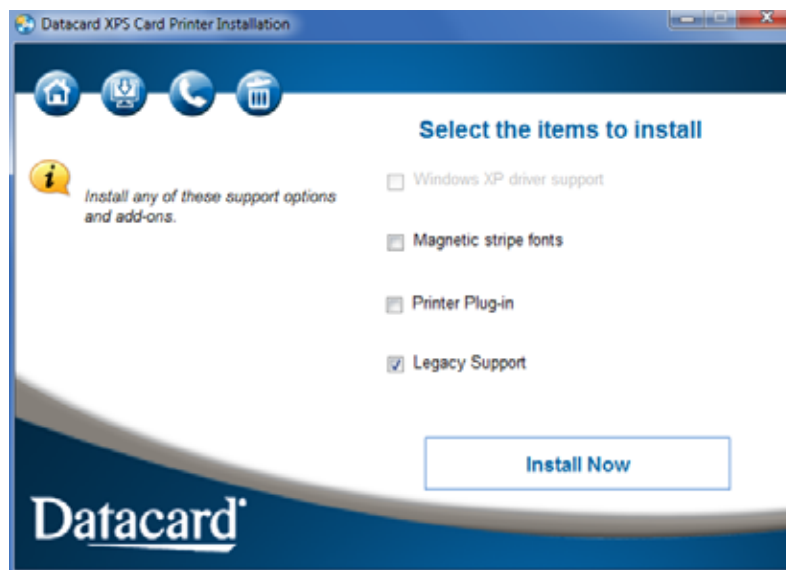 Datacard XPS Card Printer Installation
Select the items to install
Install any of these support options
and add-ons.
Windows XP driver support
Magnetic stripe fonts
Printer Plug-in
Legacy Support
Install Now
Datacard